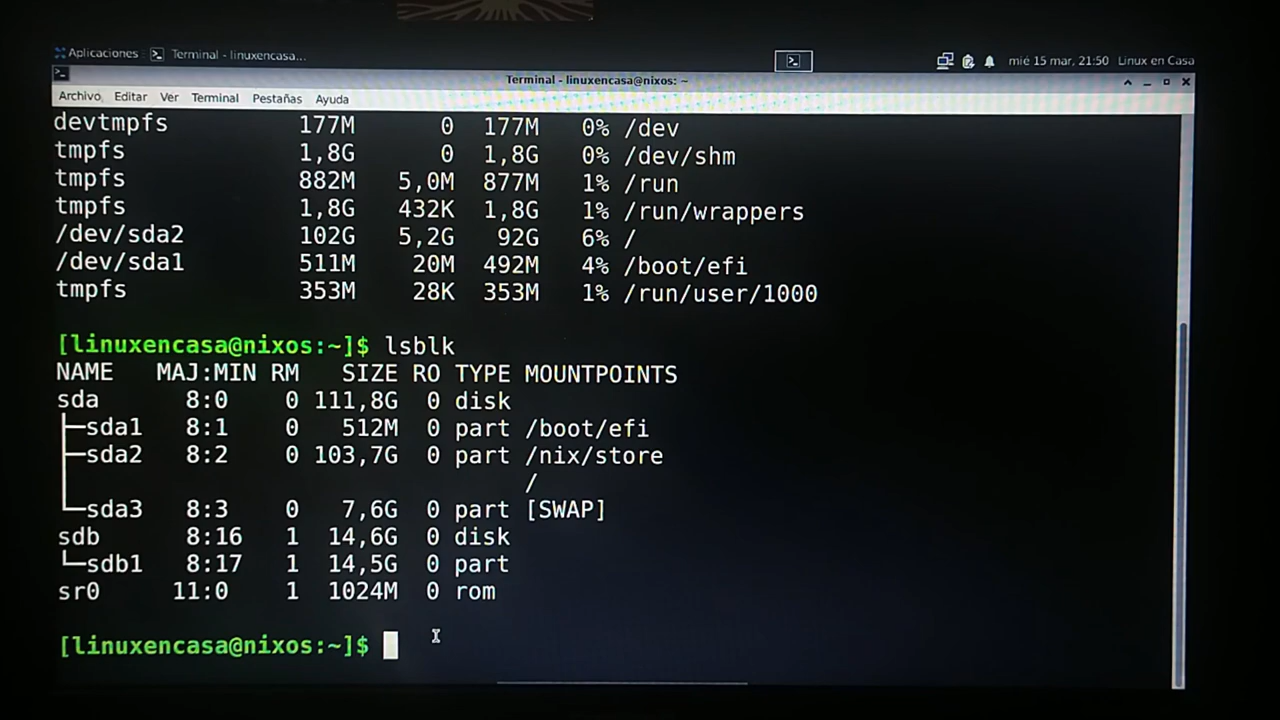 Aplicaciones Terminal - linuxencasa... mié 15 mar, 21:50 Linux en Casa
Terminal - linuxencasa@nixos: ~
Archivo Editar Ver Terminal Pestañas Ayuda
devtmpfs 177M 0 177M 0% /dev
tmpfs 1,8G 0 1,8G 0% /dev/shm
tmpfs 882M 5,0M 877M 1% /run
tmpfs 1,8G 432K 1,8G 1% /run/wrappers
/dev/sda2 102G 5,2G 92G 6% /
/dev/sda1 511M 20M 492M 4% /boot/efi
tmpfs 353M 28K 353M 1% /run/user/1000
[linuxencasa@nixos:~]$ lsblk
NAME MAJ:MIN RM SIZE RO TYPE MOUNTPOINTS
sda 8:0 0 111,8G 0 disk
├─sda1 8:1 0 512M 0 part /boot/efi
├─sda2 8:2 0 103,7G 0 part /nix/store
│ /
└─sda3 8:3 0 7,6G 0 part [SWAP]
sdb 8:16 1 14,6G 0 disk
└─sdb1 8:17 1 14,5G 0 part
sr0 11:0 1 1024M 0 rom
[linuxencasa@nixos:~]$